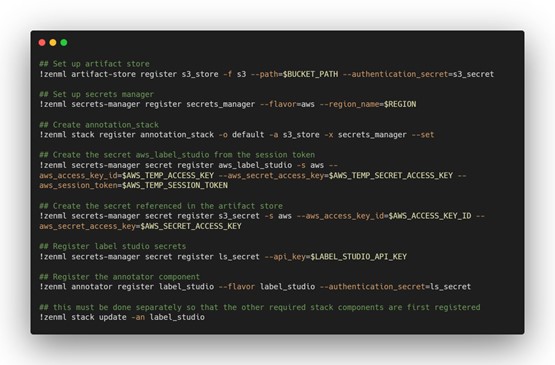 ## Set up artifact store
!zenml artifact-store register s3_store -f s3 --path=$BUCKET_PATH --authentication_secret=s3_secret
## Set up secrets manager
!zenml secrets-manager register secrets_manager --flavor=aws --region_name=$REGION
## Create annotation_stack
!zenml stack register annotation_stack -o default -a s3_store -x secrets_manager --set
## Create the secret aws_label_studio from the session token
!zenml secrets-manager secret register aws_label_studio -s aws --
aws_access_key_id=$AWS_TEMP_ACCESS_KEY --aws_secret_access_key=$AWS_TEMP_SECRET_ACCESS_KEY --
aws_session_token=$AWS_TEMP_SESSION_TOKEN
## Create the secret referenced in the artifact store
!zenml secrets-manager secret register s3_secret -s aws --aws_access_key_id=$AWS_ACCESS_KEY_ID --
aws_secret_access_key=$AWS_SECRET_ACCESS_KEY
## Register label studio secrets
!zenml secrets-manager secret register ls_secret --api_key=$LABEL_STUDIO_API_KEY
## Register the annotator component
!zenml annotator register label_studio --flavor label_studio --authentication_secret=ls_secret
## this must be done separately so that the other required stack components are first registered
!zenml stack update -an label_studio